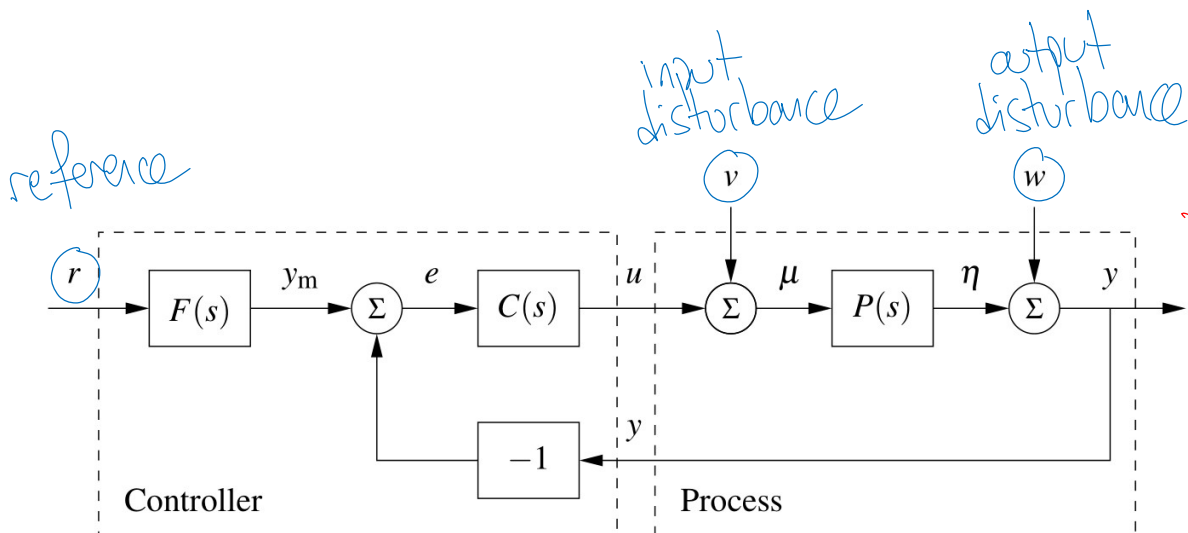 input
disturbance
output
disturbance
reference
v
w
r
F(s)
y_m
Σ
e
C(s)
u
Σ
μ
P(s)
η
Σ
y
−1
y
Controller
Process